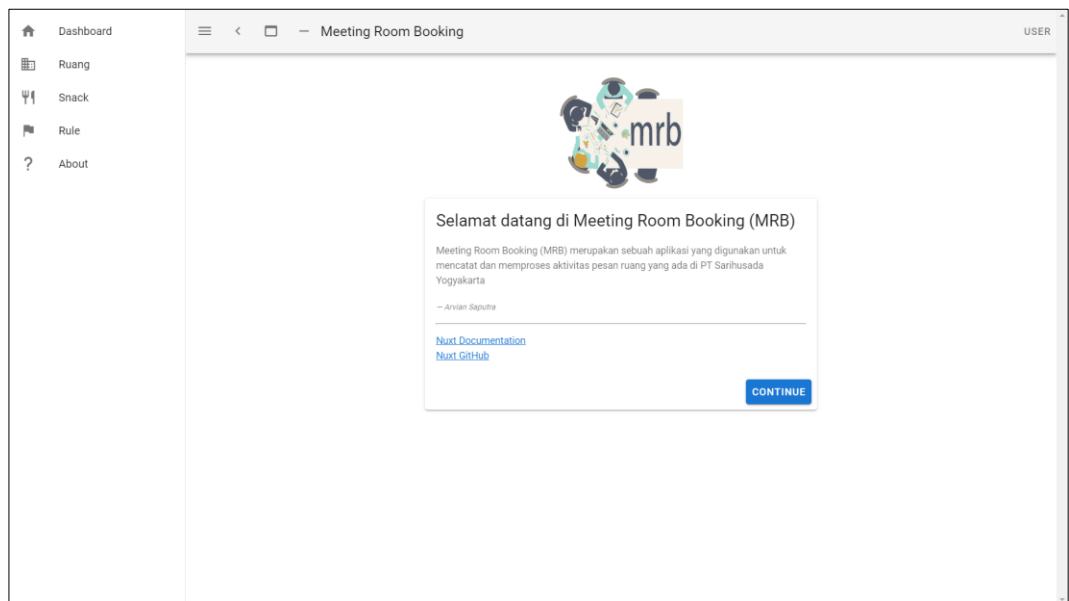 Dashboard
Ruang
Snack
Rule
About
Meeting Room Booking
USER
mrb
Selamat datang di Meeting Room Booking (MRB)
Meeting Room Booking (MRB) merupakan sebuah aplikasi yang digunakan untuk
mencatat dan memproses aktivitas pesan ruang yang ada di PT Sarihusada
Yogyakarta
— Arvian Saputra
Nuxt Documentation
Nuxt GitHub
CONTINUE